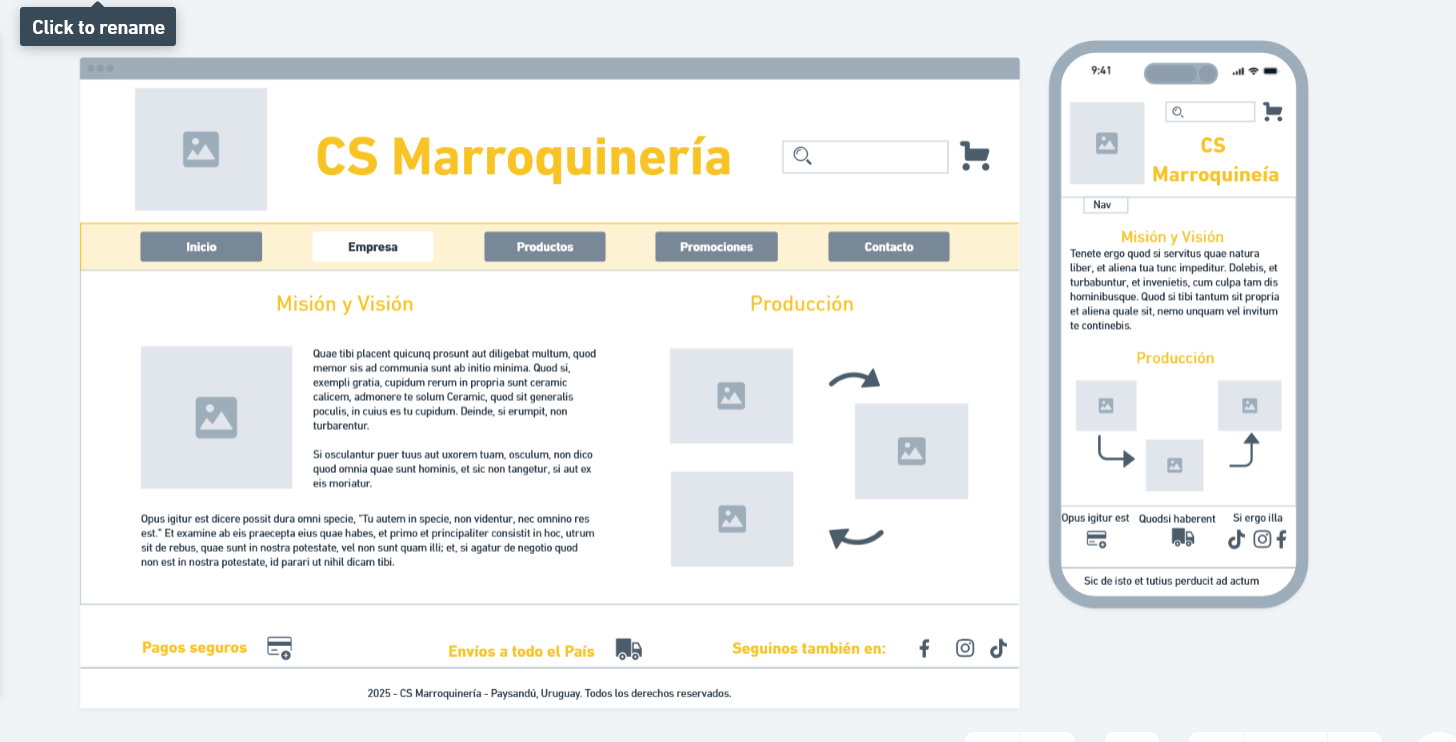 Click to rename
CS Marroquinería
Inicio
Empresa
Productos
Promociones
Contacto
Misión y Visión
Quae tibi placent quicunq prosunt aut diligebat multum, quod
memor sis ad communia sunt ab initio minima. Quod si,
exempli gratia, cupidum rerum in propria sunt ceramic
calicem, admonere te solum Ceramic, quod sit generalis
poculis, in cuius es tu cupidum. Deinde, si erumpit, non
turbarentur.
Si osculantur puer tuus aut uxorem tuam, osculum, non dico
quod omnia quae sunt hominis, et sic non tangetur, si aut ex
eis moriatur.
Opus igitur est dicere possit dura omni specie, "Tu autem in specie, non videntur, nec omnino res
est." Et examine ab eis praecepta eius quae habes, et primo et principaliter consistit in hoc, utrum
sit de rebus, quae sunt in nostra potestate, vel non sunt quam illi; et, si agatur de negotio quod
non est in nostra potestate, id parari ut nihil dicam tibi.
Producción
Pagos seguros
Envíos a todo el País
Seguinos también en:
2025 - CS Marroquinería - Paysandú, Uruguay. Todos los derechos reservados.
9:41
CS
Marroquineía
Nav
Misión y Visión
Tenete ergo quod si servitus quae natura
liber, et aliena tua tunc impeditur. Dolebis, et
turbabuntur, et invenietis, cum culpa tam dis
hominibusque. Quod si tibi tantum sit propria
et aliena quale sit, nemo unquam vel invitum
te continebis.
Producción
Opus igitur est
Quodsi haberent
Si ergo illa
Sic de isto et tutius perducit ad actum